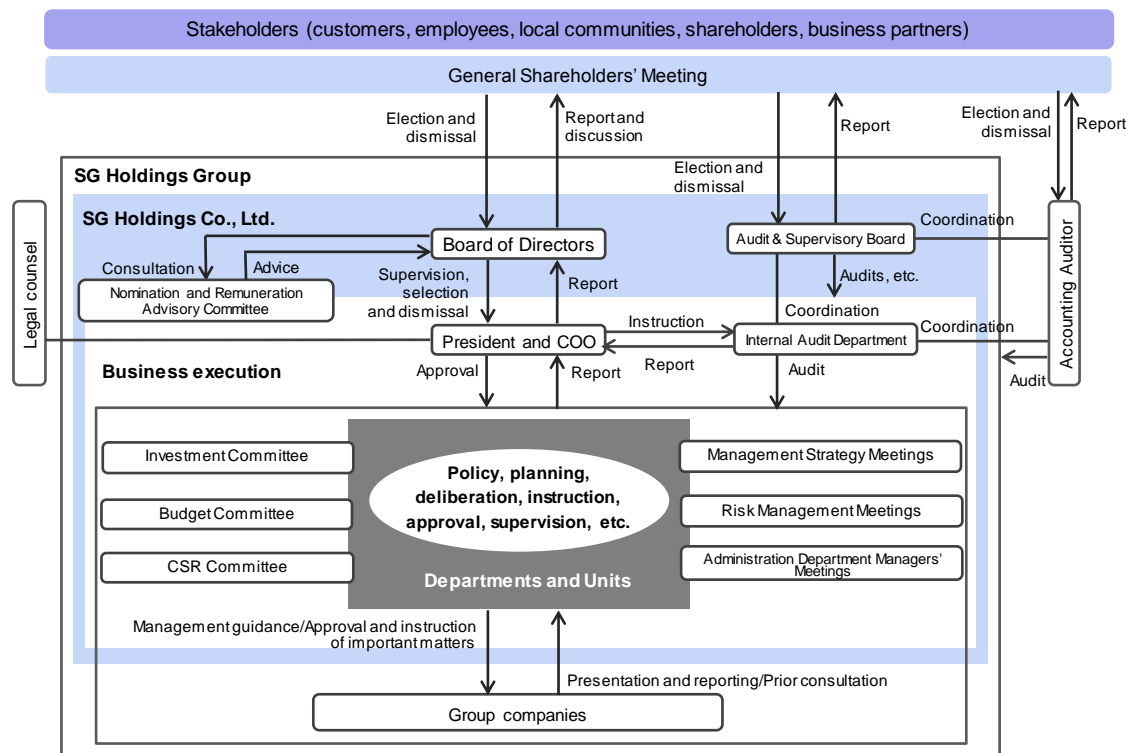 Stakeholders (customers, employees, local communities, shareholders, business partners)
General Shareholders' Meeting
Election and
dismissal
Report and
discussion
Election and
dismissal
Report
Election and
dismissal
Report
SG Holdings Group
SG Holdings Co., Ltd.
Legal counsel
Board of Directors
Audit & Supervisory Board
Coordination
Accounting Auditor
Consultation
Advice
Nomination and Remuneration
Advisory Committee
Supervision,
selection
and dismissal
Report
Audits, etc.
Coordination
President and COO
Instruction
Report
Internal Audit Department
Coordination
Audit
Business execution
Approval
Report
Audit
Investment Committee
Budget Committee
CSR Committee
Policy, planning,
deliberation, instruction,
approval, supervision, etc.
Departments and Units
Management Strategy Meetings
Risk Management Meetings
Administration Department Managers'
Meetings
Management guidance/Approval and instruction
of important matters
Presentation and reporting/Prior consultation
Group companies